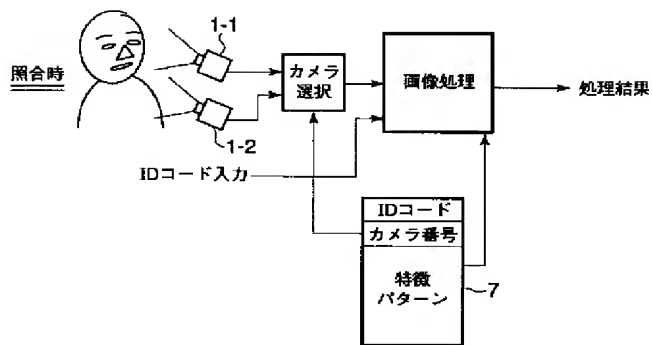 照合時
1-1
カメラ
選択
画像処理
処理結果
1-2
IDコード入力
IDコード
カメラ番号
特徴
パターン
7